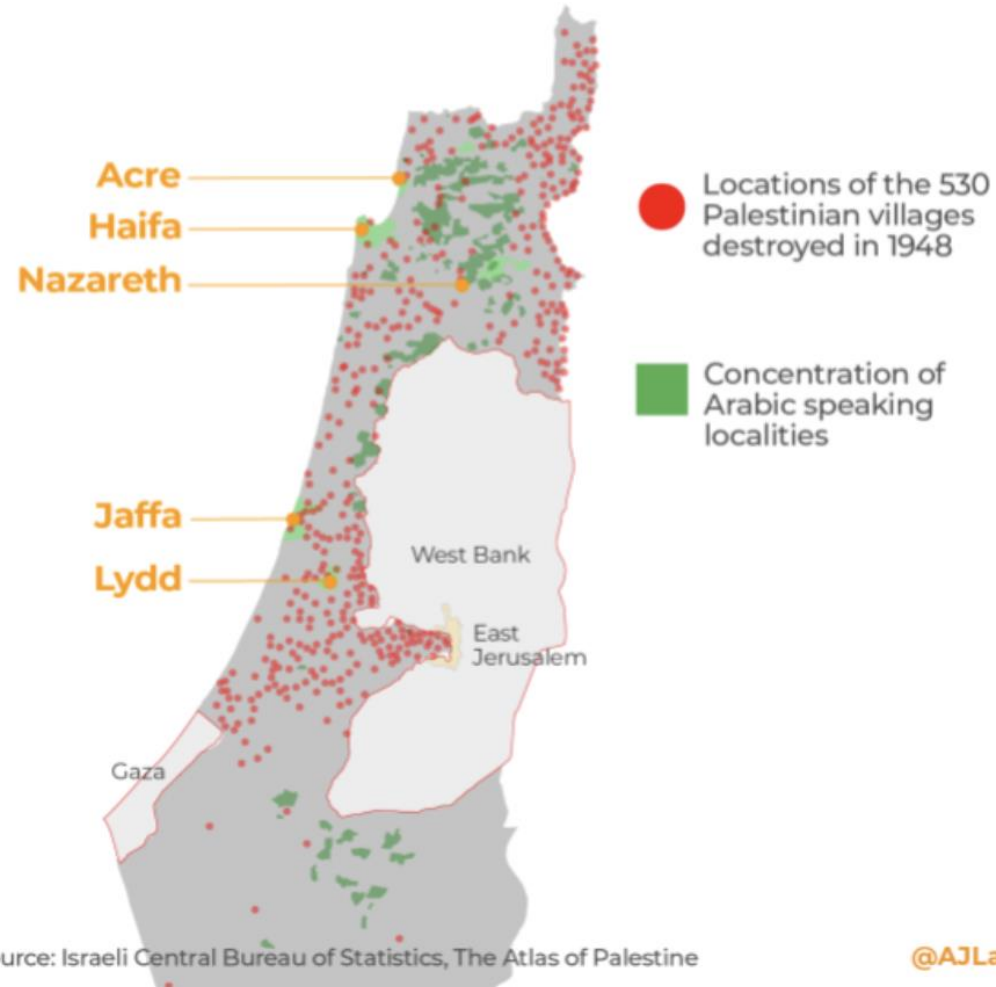 Acre
Haifa
Nazareth
Locations of the 530
Palestinian villages
destroyed in 1948
Concentration of
Arabic speaking
localities
Jaffa
Lydd
West Bank
East
Jerusalem
Gaza
urce: Israeli Central Bureau of Statistics, The Atlas of Palestine
@AJLa